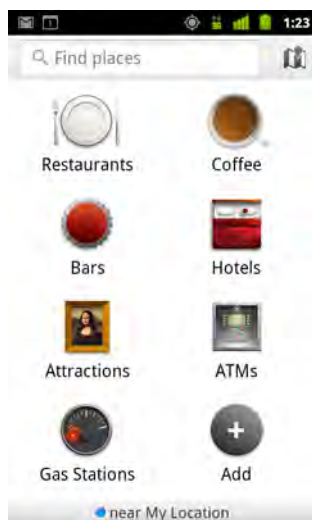 1:23
Find places
Restaurants Coffee
Bars Hotels
Attractions ATMs
Gas Stations Add
near My Location